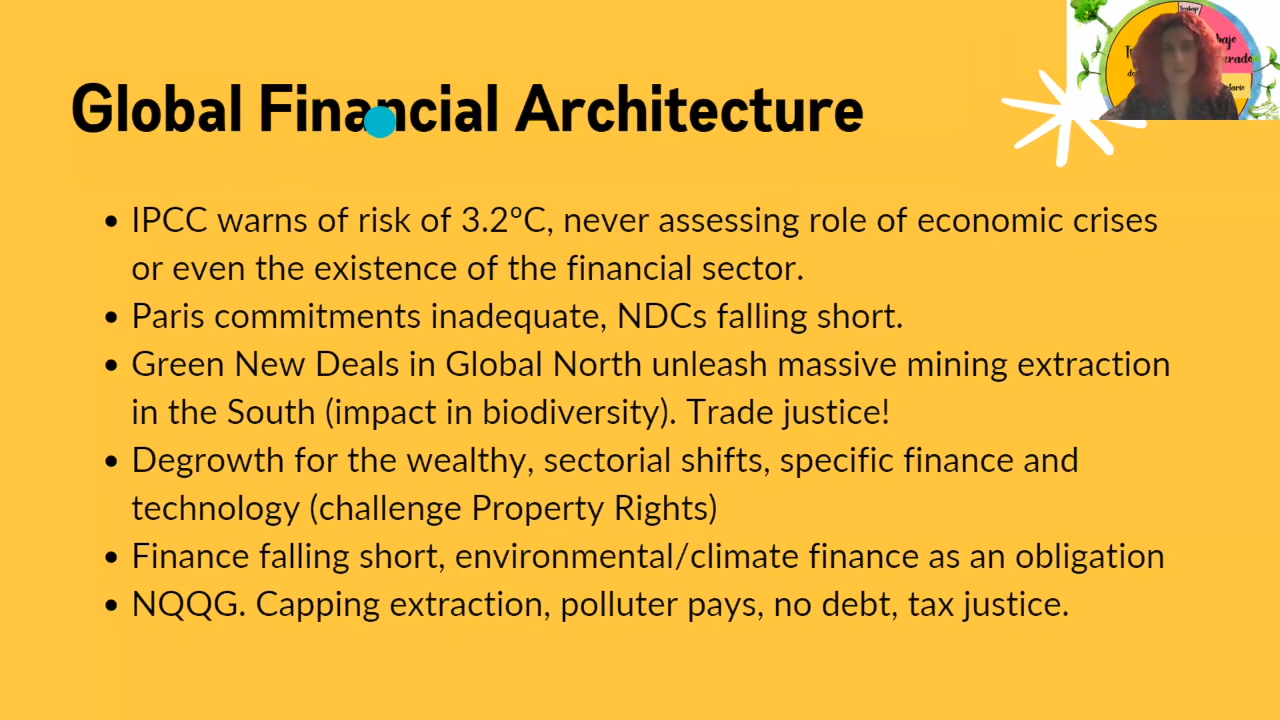 Global Financial Architecture
• IPCC warns of risk of 3.2ºC, never assessing role of economic crises
or even the existence of the financial sector.
• Paris commitments inadequate, NDCs falling short.
• Green New Deals in Global North unleash massive mining extraction
in the South (impact in biodiversity). Trade justice!
• Degrowth for the wealthy, sectorial shifts, specific finance and
technology (challenge Property Rights)
• Finance falling short, environmental/climate finance as an obligation
• NQQG. Capping extraction, polluter pays, no debt, tax justice.